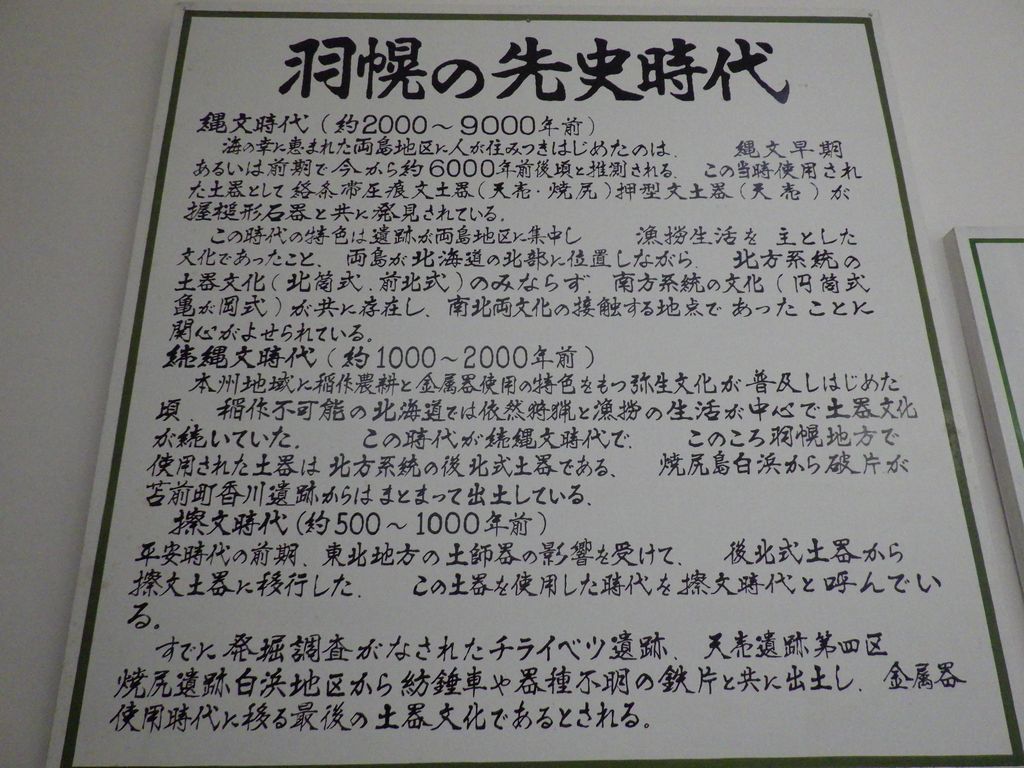 羽幌の先史時代
縄文時代(約2000~9000年前)
海の幸に恵まれた両島地区に人が住みつきはじめたのは、 縄文早期
あるいは前期で今から約6000年前後頃と推測される。 この当時使用され
た土器として絡条帯圧痕文土器(天売・焼尻)押型文土器(天売)が
握槌形石器と共に発見されている。
この時代の特色は遺跡が両島地区に集中し 漁撈生活を 主とした
文化であったこと、 両島が北海道の北部に位置しながら、 北方系統の
土器文化(北筒式、前北式)のみならず、南方系統の文化(円筒式
亀が岡式)が共に存在し、南北両文化の接触する地点で あった ことに
関心がよせられている。
続縄文時代(約1000~2000年前)
本州地域に稲作農耕と金属器使用の特色をもつ弥生文化が 普及しはじめた
頃、 稲作不可能の北海道では依然狩猟と漁撈の生活が中心で土器文化
が続いていた。 この時代が続縄文時代で、 このころ羽幌地方で
使用された土器は北方系統の後北式土器である、 焼尻島白浜から破片が
苫前町香川遺跡からはまとまって出土している。
擦文時代(約500~1000年前)
平安時代の前期、東北地方の土師器の影響を受けて、 後北式土器から
擦文土器に移行した。 この土器を使用した時代を擦文時代と呼んでい
る。
すでに発掘調査がなされたチライベツ遺跡、 天売遺跡第四区
焼尻遺跡白浜地区から紡錘車や器種不明の鉄片と共に出土し、金属器
使用時代に移る最後の土器文化であるとされる。